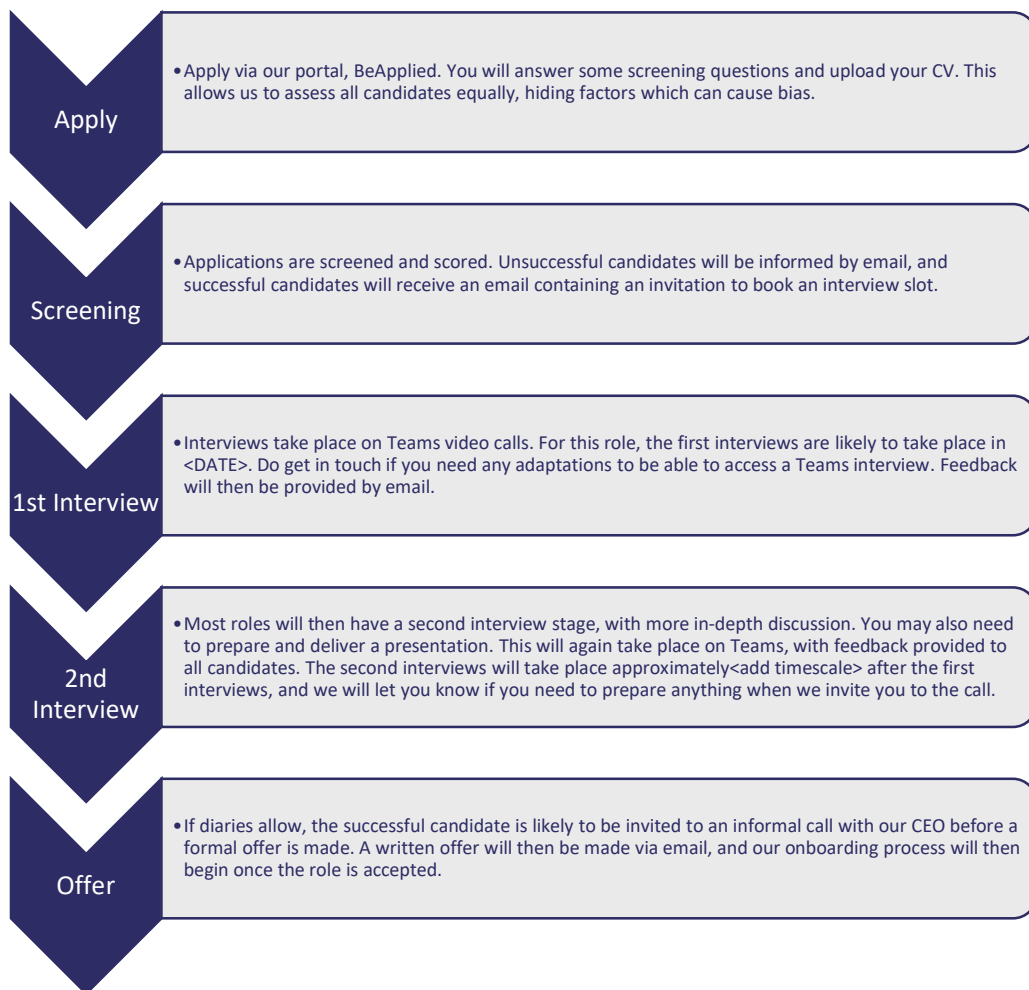 Apply
•Apply via our portal, BeApplied. You will answer some screening questions and upload your CV. This
allows us to assess all candidates equally, hiding factors which can cause bias.
Screening
•Applications are screened and scored. Unsuccessful candidates will be informed by email, and
successful candidates will receive an email containing an invitation to book an interview slot.
1st Interview
•Interviews take place on Teams video calls. For this role, the first interviews are likely to take place in
<DATE>. Do get in touch if you need any adaptations to be able to access a Teams interview. Feedback
will then be provided by email.
2nd
Interview
•Most roles will then have a second interview stage, with more in-depth discussion. You may also need
to prepare and deliver a presentation. This will again take place on Teams, with feedback provided to
all candidates. The second interviews will take place approximately<add timescale> after the first
interviews, and we will let you know if you need to prepare anything when we invite you to the call.
Offer
•If diaries allow, the successful candidate is likely to be invited to an informal call with our CEO before a
formal offer is made. A written offer will then be made via email, and our onboarding process will then
begin once the role is accepted.